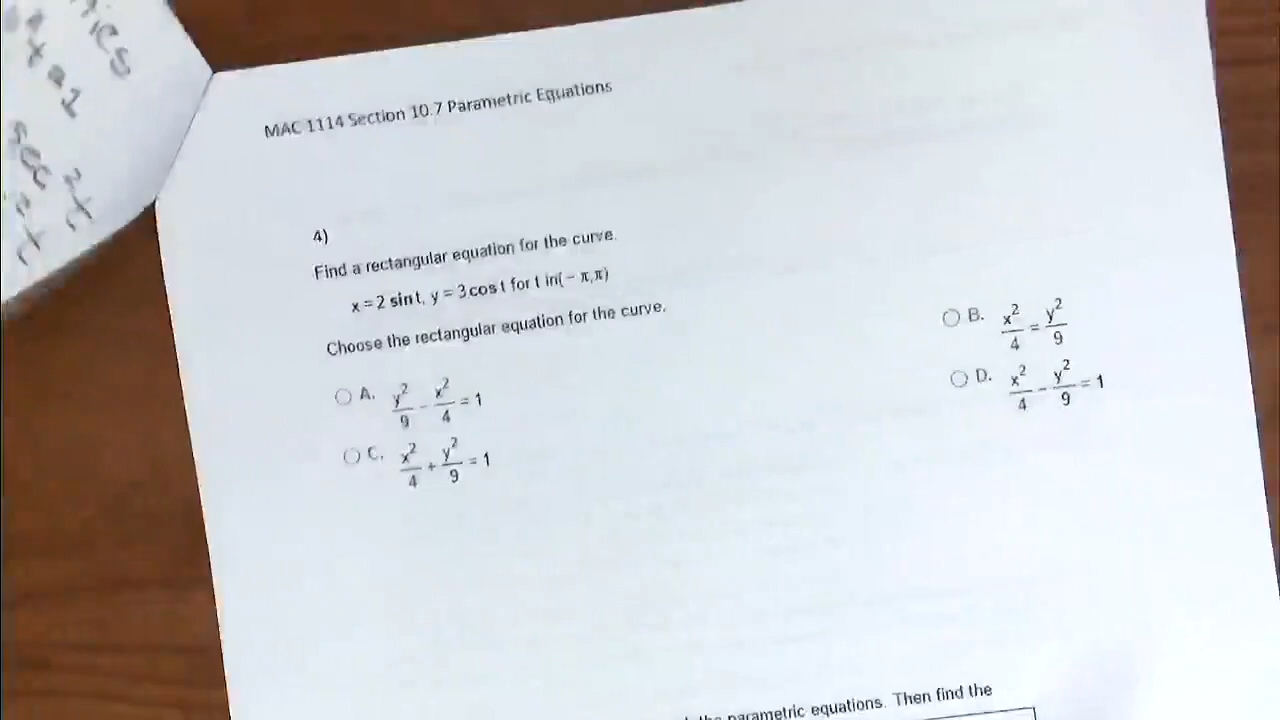 MAC 1114 Section 10.7 Parametric Equations
4)
Find a rectangular equation for the curve.
x = 2 sin t, y = 3 cos t for t in( − π,π)
Choose the rectangular equation for the curve.
A. y²/9 − x²/4 = 1
B. x²/4 = y²/9
C. x²/4 + y²/9 = 1
D. x²/4 − y²/9 = 1
parametric equations. Then find the
sec²t